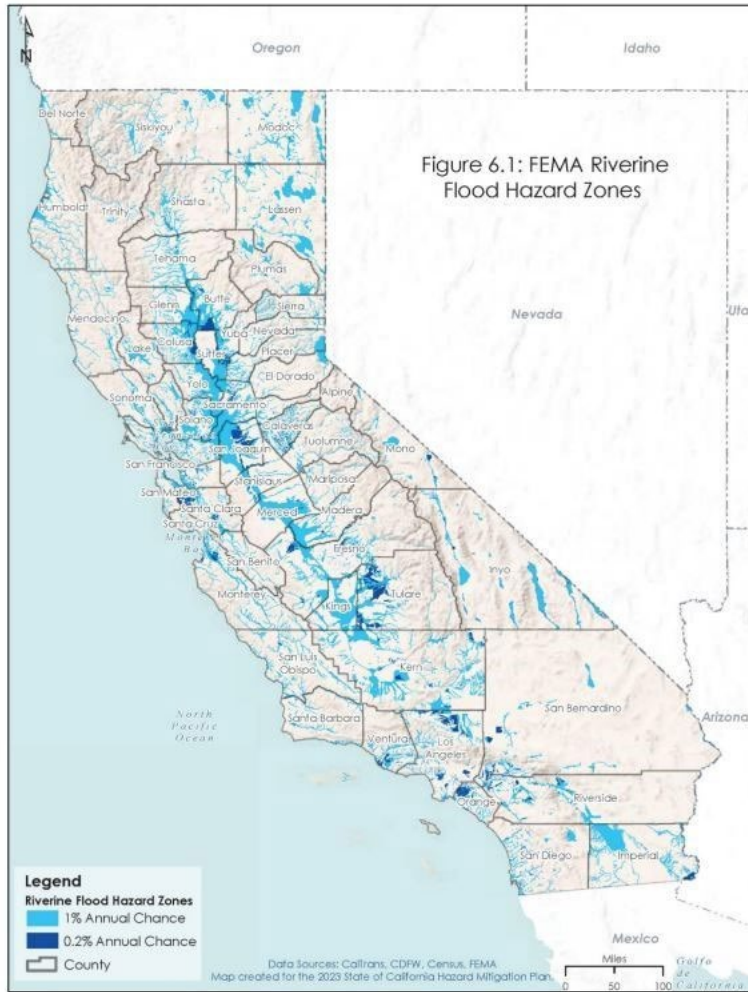 N
Oregon
Idaho
Figure 6.1: FEMA Riverine
Flood Hazard Zones
Del Norte
Siskiyou
Modoc
Humboldt
Trinity
Shasta
Lassen
Tehama
Plumas
Mendocino
Glenn
Butte
Sierra
Nevada
Utah
Lake
Colusa
Yuba
Nevada
Sutter
Placer
Sonoma
Yolo
El Dorado
Sacramento
Alpine
Solano
Calaveras
Tuolumne
Mono
San Joaquin
San Francisco
Stanislaus
Mariposa
San Mateo
Santa Clara
Merced
Madera
Santa Cruz
Monterey
Bay
Fresno
San Benito
Inyo
Monterey
Kings
Tulare
San Luis
Obispo
Kern
San Bernardino
North
Pacific
Ocean
Santa Barbara
Arizona
Ventura
Los
Angeles
Orange
Riverside
San Diego
Imperial
Legend
Riverine Flood Hazard Zones
1% Annual Chance
0.2% Annual Chance
County
Mexico
Data Sources: Caltrans, CDFW, Census, FEMA
Map created for the 2023 State of California Hazard Mitigation Plan
Miles
0 50 100
Golfo
de
California